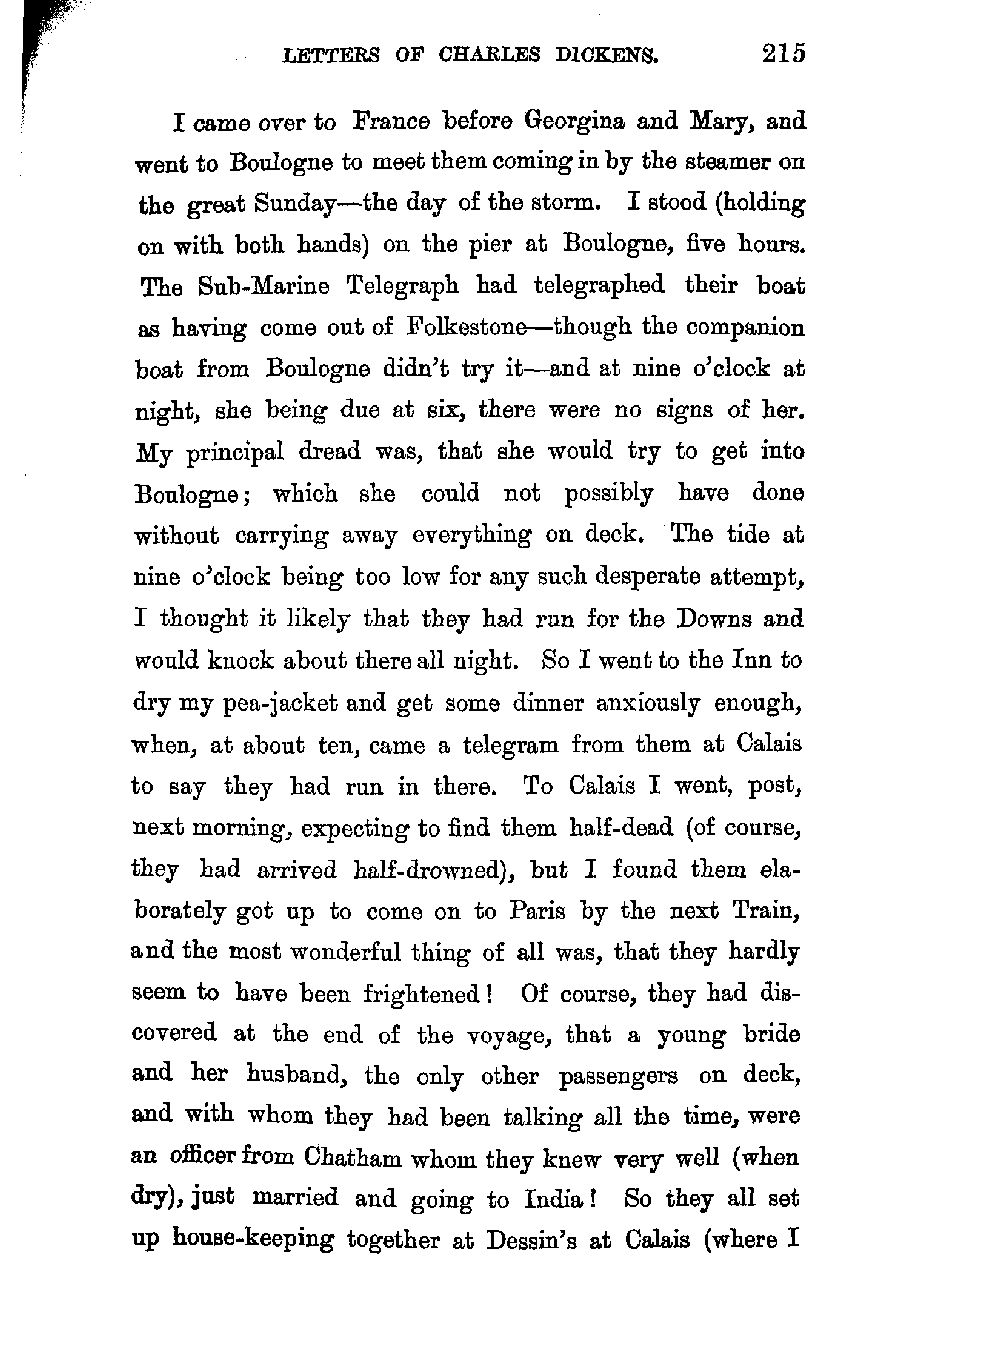 LETTERS OF CHARLES DICKENS. 215
I came over to France before Georgina and Mary, and
went to Boulogne to meet them coming in by the steamer on
the great Sunday—the day of the storm. I stood (holding
on with both hands) on the pier at Boulogne, five hours.
The Sub-Marine Telegraph had telegraphed their boat
as having come out of Folkestone—though the companion
boat from Boulogne didn't try it—and at nine o'clock at
night, she being due at six, there were no signs of her.
My principal dread was, that she would try to get into
Boulogne; which she could not possibly have done
without carrying away everything on deck. The tide at
nine o'clock being too low for any such desperate attempt,
I thought it likely that they had run for the Downs and
would knock about there all night. So I went to the Inn to
dry my pea-jacket and get some dinner anxiously enough,
when, at about ten, came a telegram from them at Calais
to say they had run in there. To Calais I went, post,
next morning, expecting to find them half-dead (of course,
they had arrived half-drowned), but I found them ela-
borately got up to come on to Paris by the next Train,
and the most wonderful thing of all was, that they hardly
seem to have been frightened! Of course, they had dis-
covered at the end of the voyage, that a young bride
and her husband, the only other passengers on deck,
and with whom they had been talking all the time, were
an officer from Chatham whom they knew very well (when
dry), just married and going to India! So they all set
up house-keeping together at Dessin's at Calais (where I